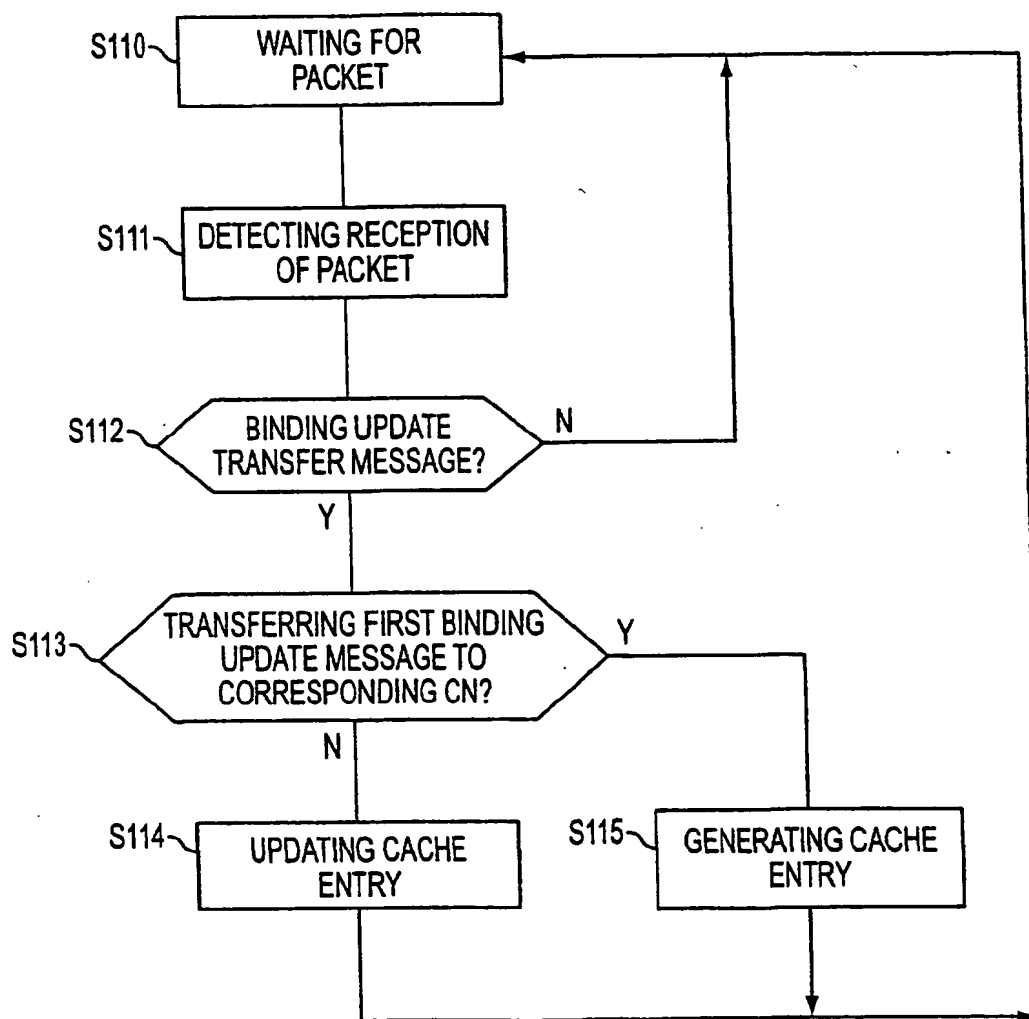 S110
WAITING FOR
PACKET
S111
DETECTING RECEPTION
OF PACKET
S112
BINDING UPDATE
TRANSFER MESSAGE?
N
Y
S113
TRANSFERRING FIRST BINDING
UPDATE MESSAGE TO
CORRESPONDING CN?
Y
N
S114
UPDATING CACHE
ENTRY
S115
GENERATING CACHE
ENTRY